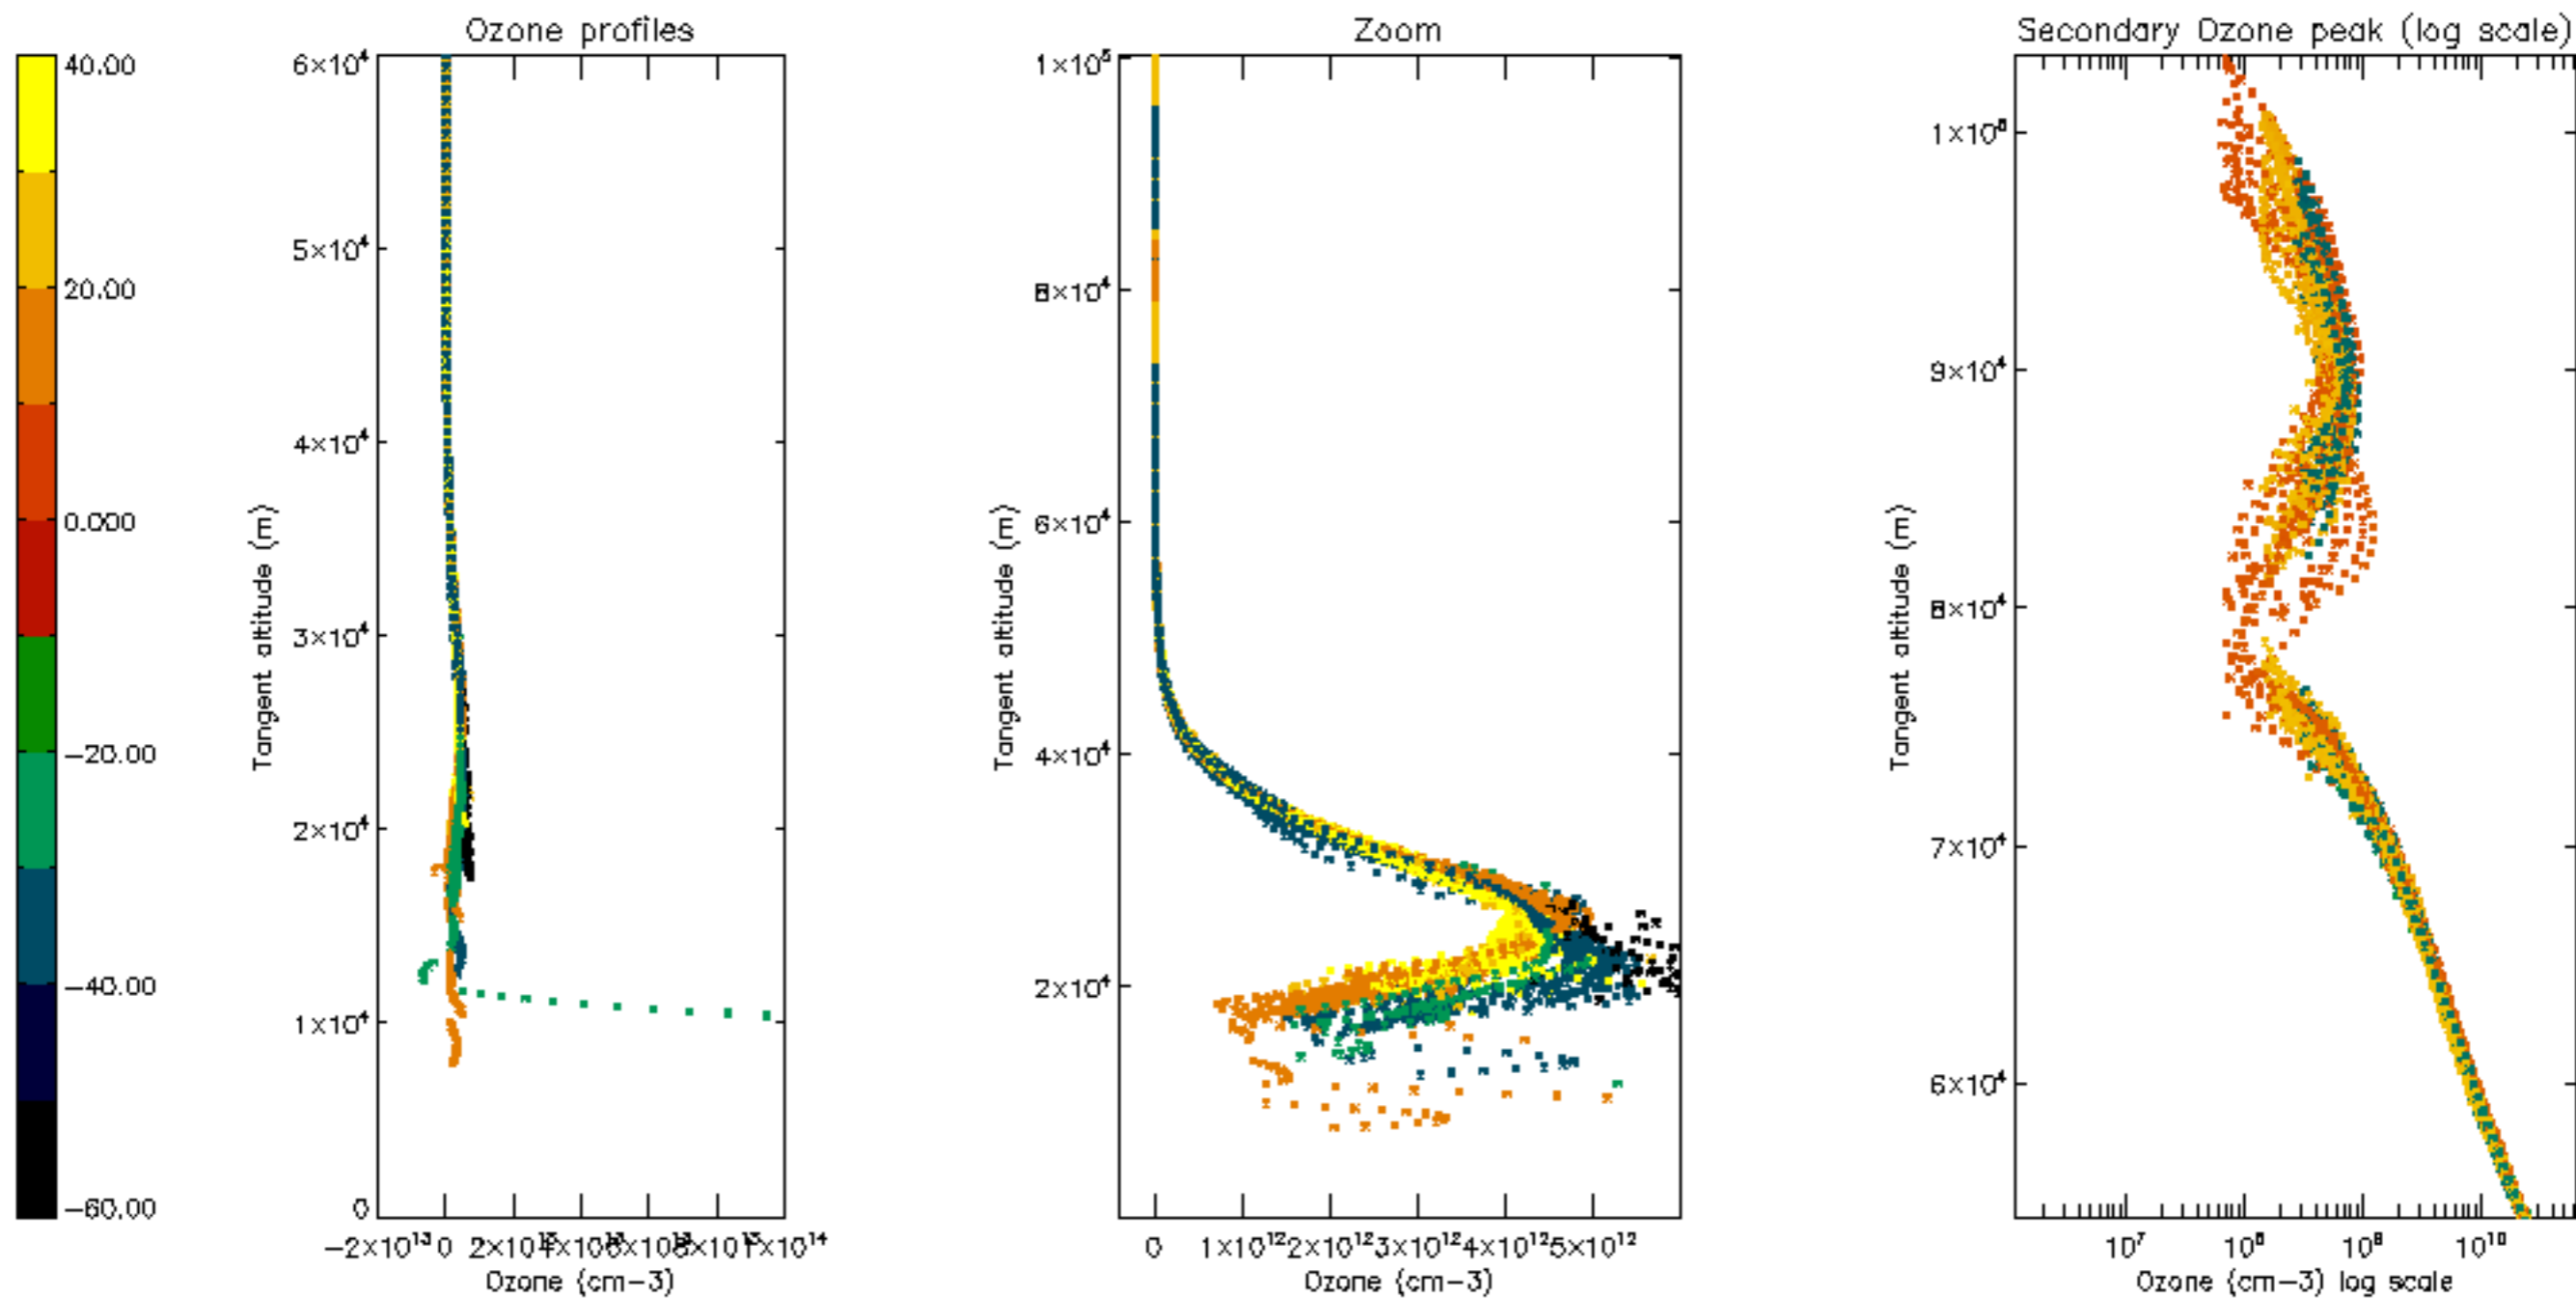 Ozone profiles
Zoom
Secondary Ozone peak (log scale)
40.00
20.00
0.000
−20.00
−40.00
−60.00
6×10⁴
5×10⁴
4×10⁴
3×10⁴
2×10⁴
1×10⁴
0
Tangent altitude (m)
−2×10¹³ 0
Ozone (cm−3)
1×10⁵
8×10⁴
6×10⁴
4×10⁴
2×10⁴
Tangent altitude (m)
0 1×10¹² 2×10¹² 3×10¹² 4×10¹² 5×10¹²
Ozone (cm−3)
9×10⁴
8×10⁴
7×10⁴
6×10⁴
Tangent altitude (m)
10⁷ 10⁸ 10⁹ 10¹⁰
Ozone (cm−3) log scale